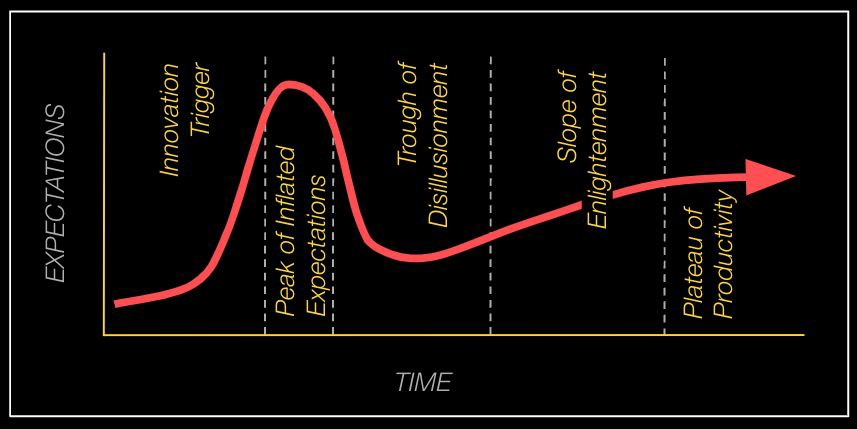 EXPECTATIONS
Innovation
Trigger
Peak of Inflated
Expectations
Trough of
Disillusionment
Slope of
Enlightenment
Plateau of
Productivity
TIME